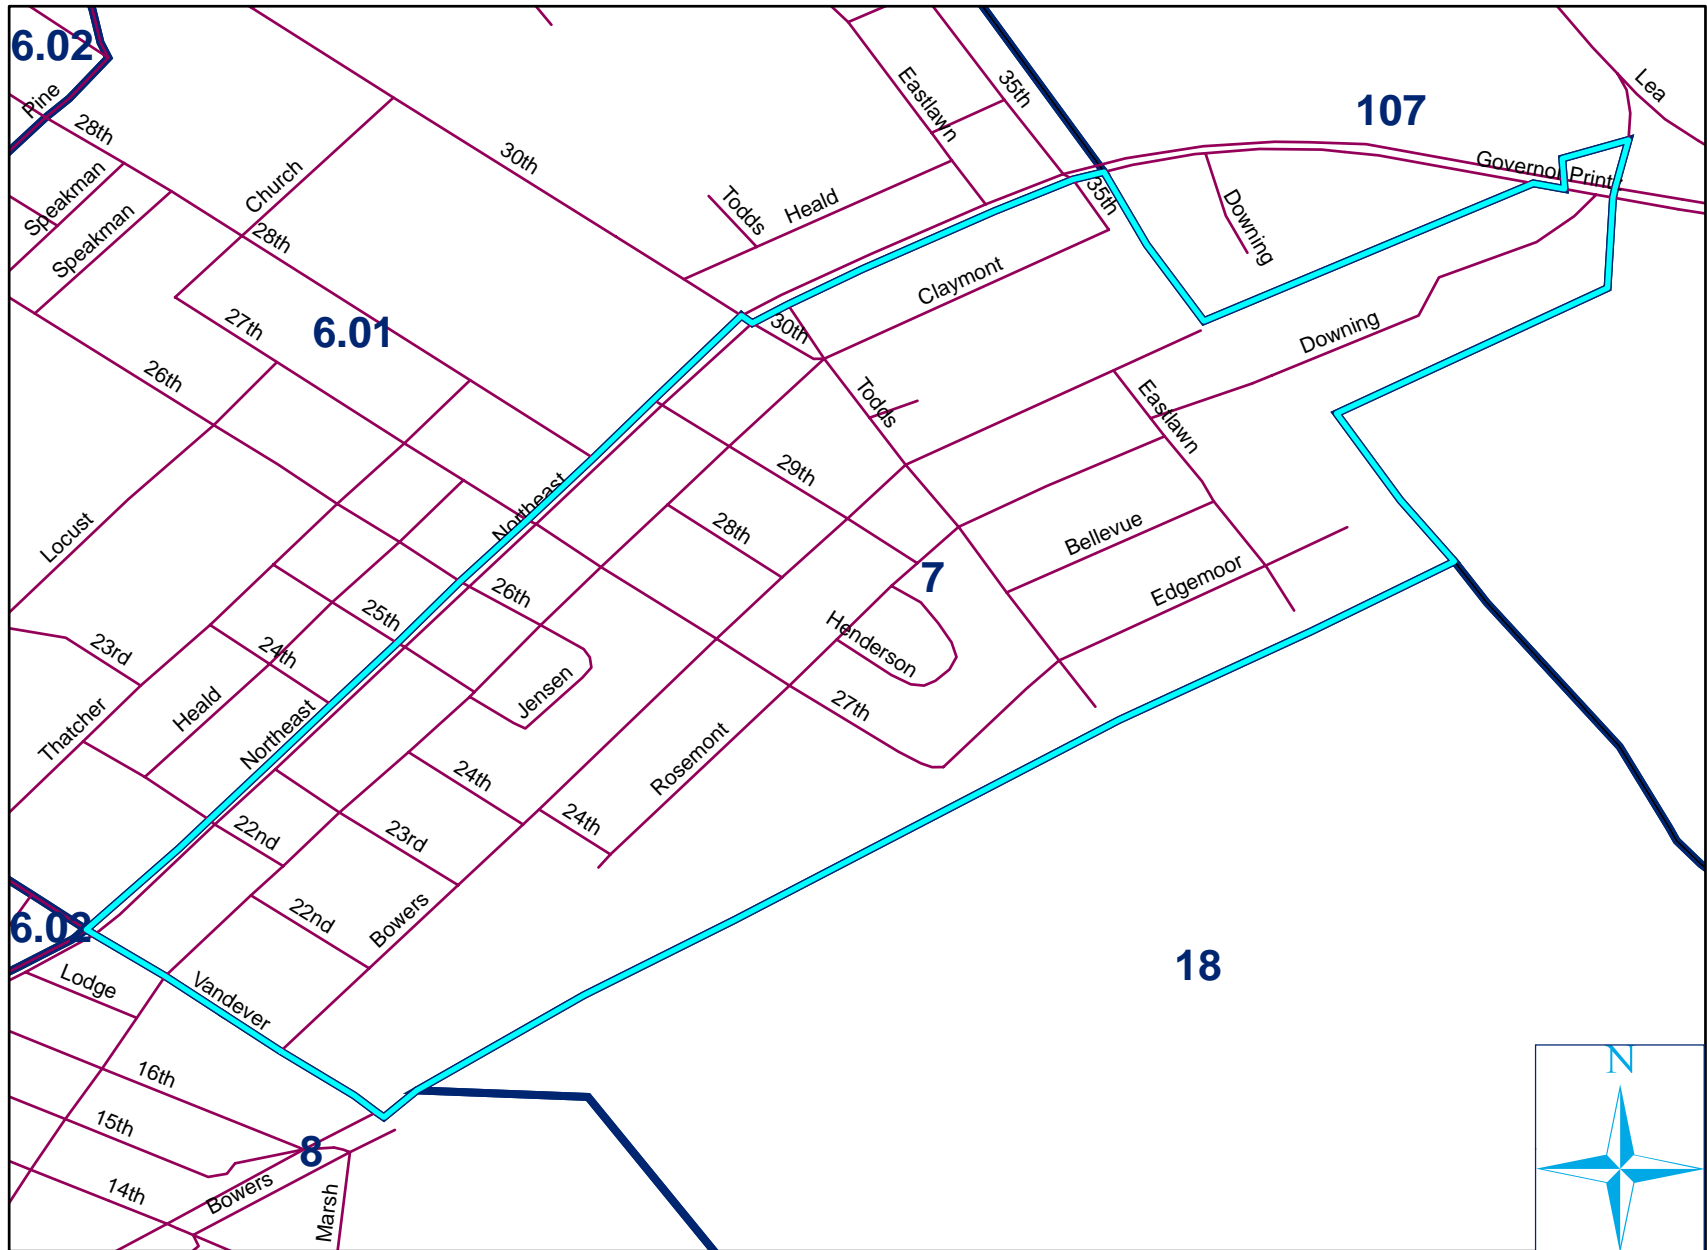 6.02
Pine
28th
Speakman
Speakman
Church
28th
30th
Eastlawn
35th
107
Lea
Governor Printz
Todds
Heald
35th
Downing
27th
6.01
26th
Claymont
30th
Downing
Todds
Eastlawn
Locust
Northeast
29th
28th
Bellevue
7
Edgemoor
26th
25th
Henderson
23rd
24th
Heald
Jensen
27th
Thatcher
Northeast
Rosemont
24th
24th
22nd
23rd
22nd
Bowers
6.02
Lodge
Vandever
18
16th
15th
8
14th
Bowers
Marsh
N